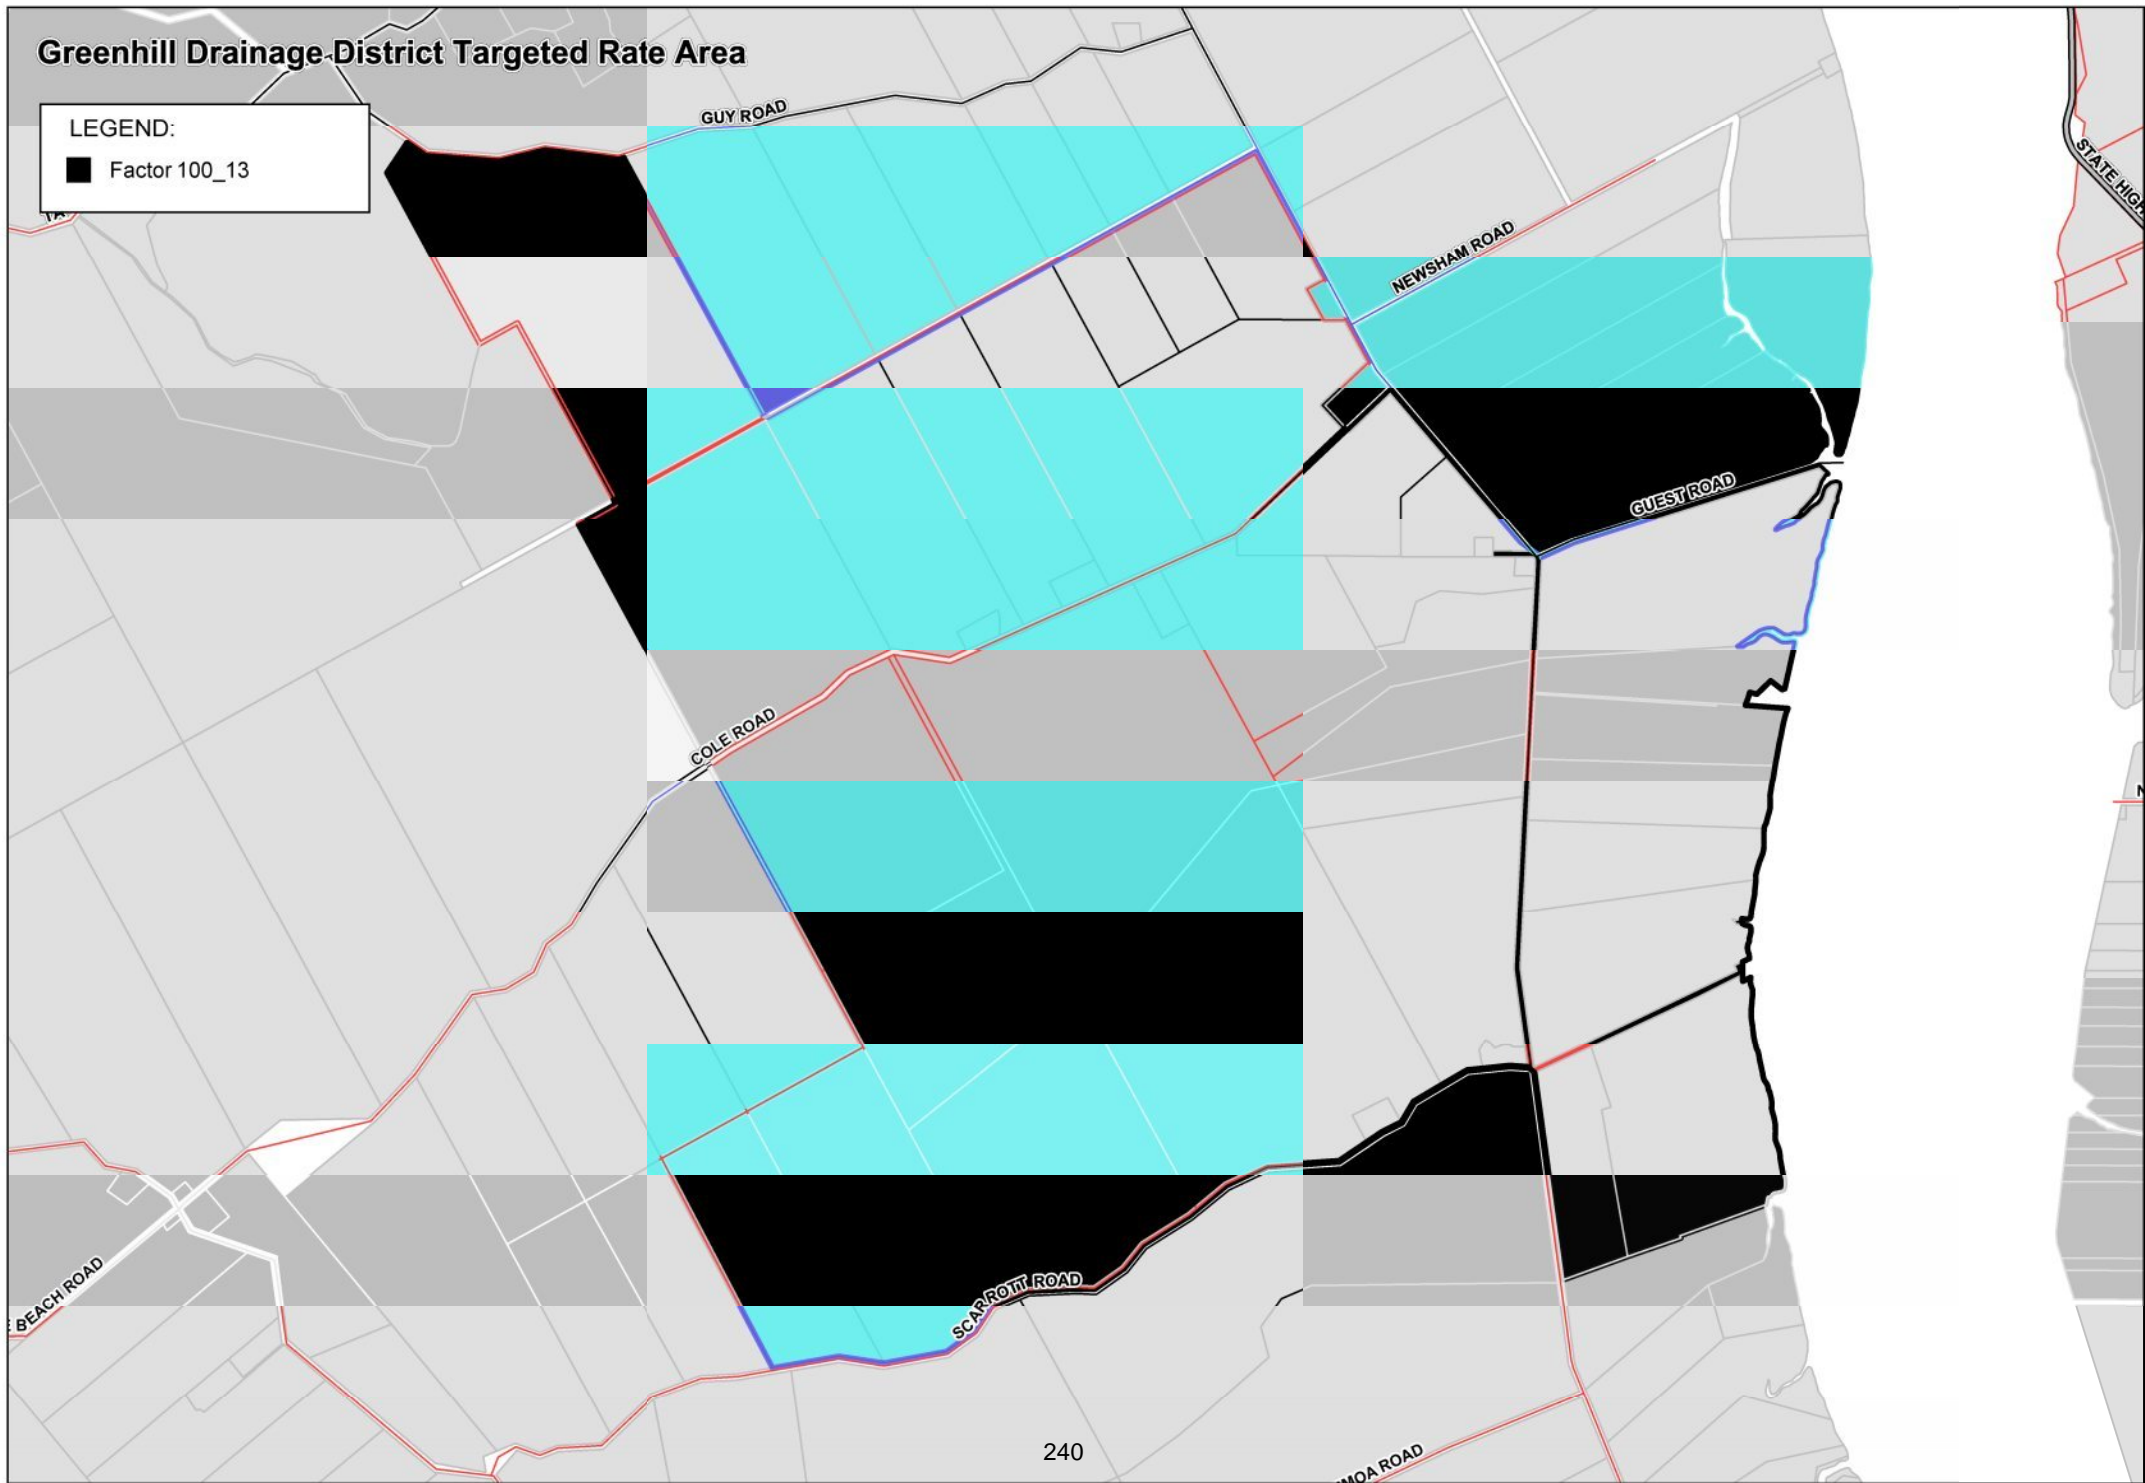 Greenhill Drainage District Targeted Rate Area
LEGEND:
Factor 100_13
GUY ROAD
STATE HIGH
NEWSHAM ROAD
GUEST ROAD
COLE ROAD
BEACH ROAD
SCARROTT ROAD
MOA ROAD
240